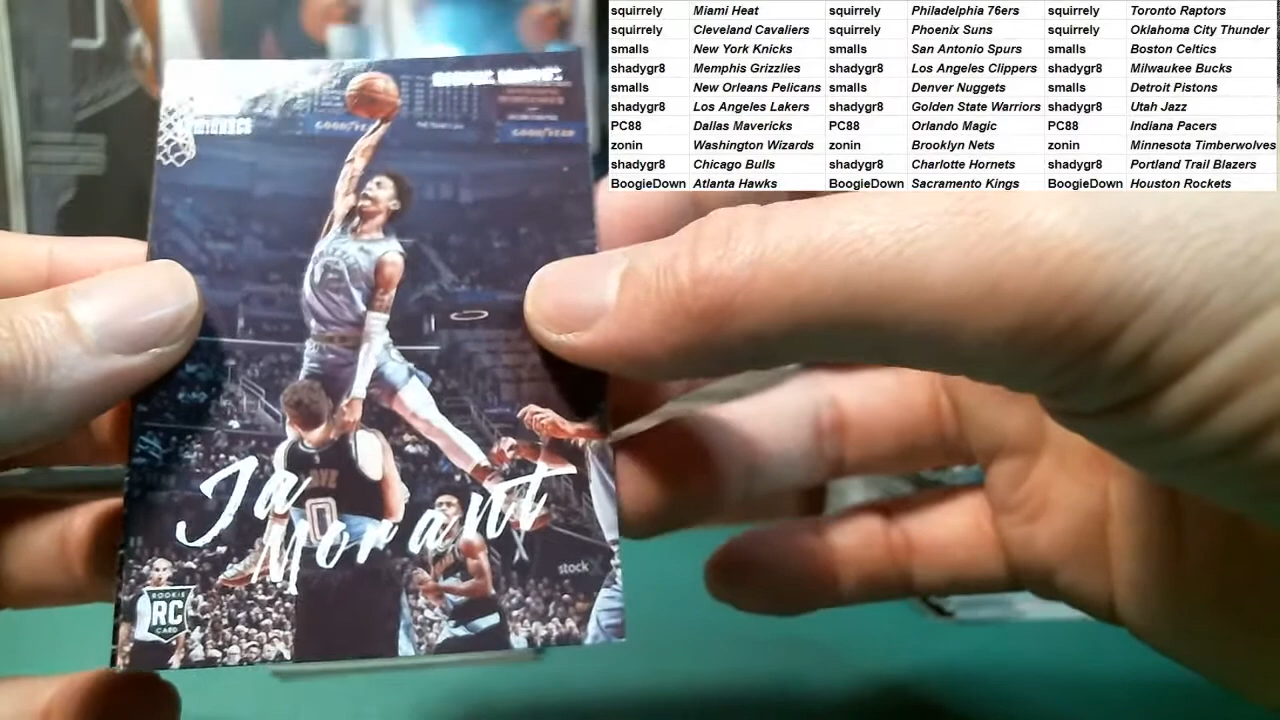 squirrely Miami Heat squirrely Philadelphia 76ers squirrely Toronto Raptors
squirrely Cleveland Cavaliers squirrely Phoenix Suns squirrely Oklahoma City Thunder
smalls New York Knicks smalls San Antonio Spurs smalls Boston Celtics
shadygr8 Memphis Grizzlies shadygr8 Los Angeles Clippers shadygr8 Milwaukee Bucks
smalls New Orleans Pelicans smalls Denver Nuggets smalls Detroit Pistons
shadygr8 Los Angeles Lakers shadygr8 Golden State Warriors shadygr8 Utah Jazz
PC88 Dallas Mavericks PC88 Orlando Magic PC88 Indiana Pacers
zonin Washington Wizards zonin Brooklyn Nets zonin Minnesota Timberwolves
shadygr8 Chicago Bulls shadygr8 Charlotte Hornets shadygr8 Portland Trail Blazers
BoogieDown Atlanta Hawks BoogieDown Sacramento Kings BoogieDown Houston Rockets
GOODYEAR
GOODYEAR
0
Ja
Morant
stock
ROOKIE
RC
CARD